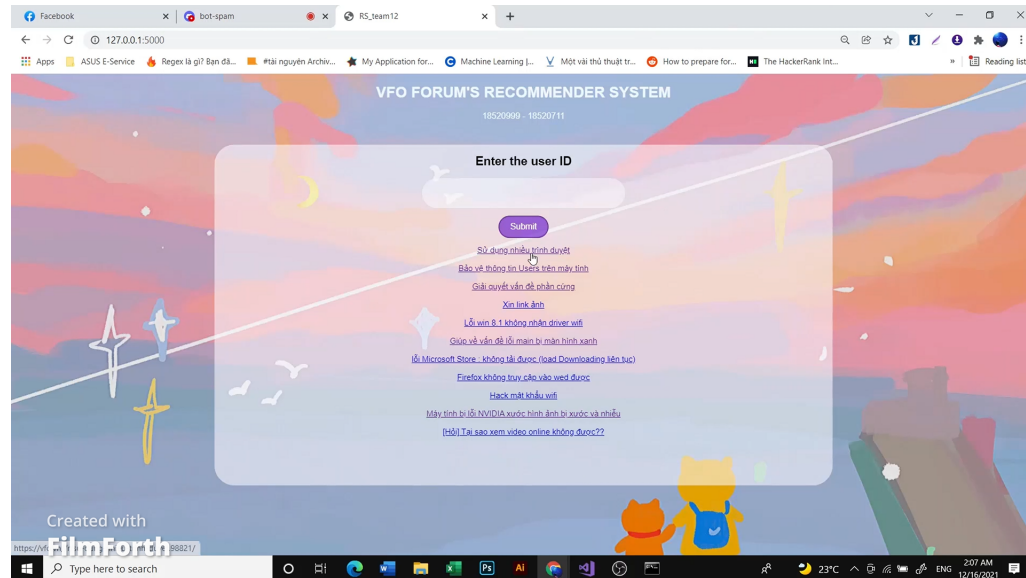 Facebook
bot-spam
RS_team12
127.0.0.1:5000
Apps
ASUS E-Service
Regex là gì? Bạn đã...
#tài nguyên Archiv...
My Application for...
Machine Learning |...
Một vài thủ thuật tr...
How to prepare for...
The HackerRank Int...
»
Reading list
VFO FORUM'S RECOMMENDER SYSTEM
18520999 - 18520711
Enter the user ID
Submit
Sử dụng nhiều trình duyệt
Bảo vệ thông tin Users trên máy tính
Giải quyết vấn đề phần cứng
Xin link ảnh
Lỗi win 8.1 không nhận driver wifi
Giúp về vấn đề lỗi main bị màn hình xanh
lỗi Microsoft Store : không tải được (load Downloading liên tục)
Firefox không truy cập vào wed được
Hack mật khẩu wifi
Máy tính bị lỗi NVIDIA xước hình ảnh bị xước và nhiễu
[Hỏi] Tại sao xem video online không được??
Created with
FilmForth
Type here to search
23°C
ENG
2:07 AM
12/16/2021